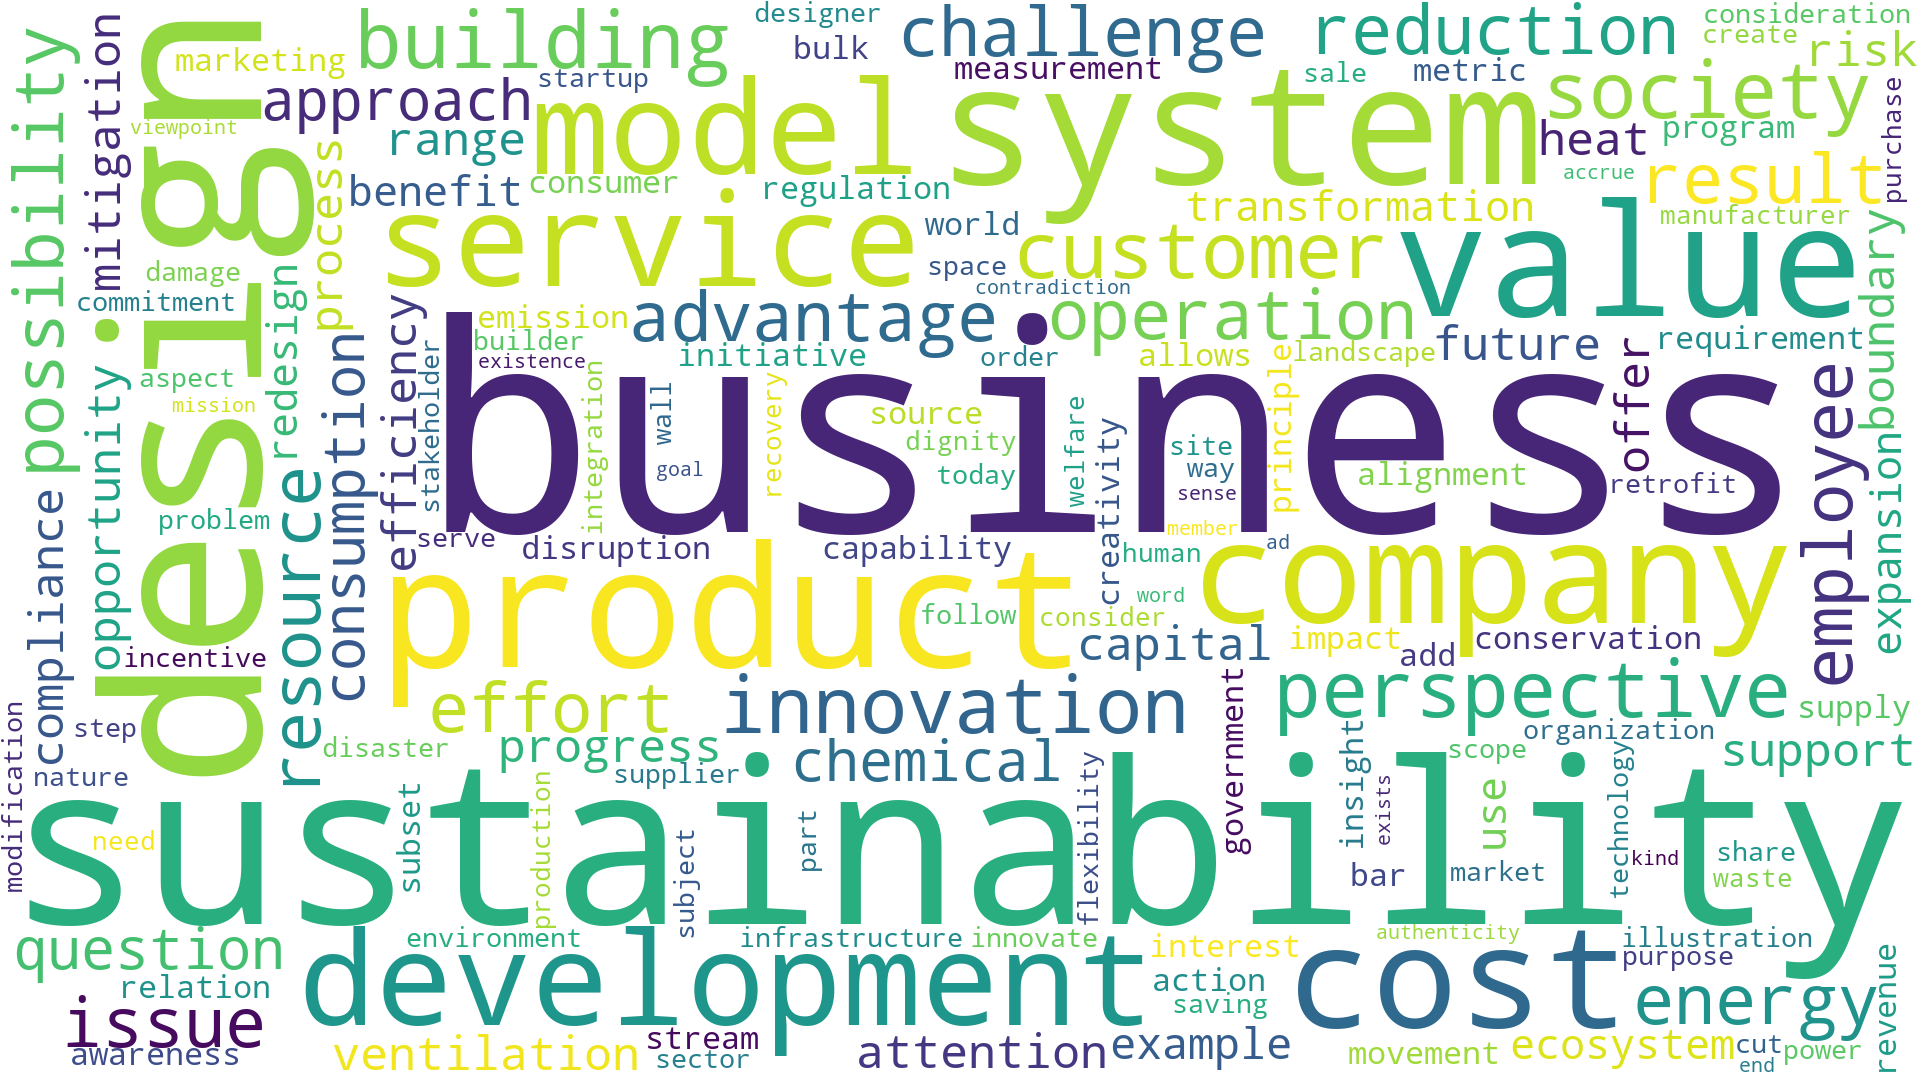 designer
consideration
building
challenge
reduction
create
bulk
risk
marketing
startup
measurement
sale
metric
society
possibility
mitigation
design
approach
model
system
purchase
viewpoint
range
heat
program
process
benefit
consumer
regulation
accrue
result
service
world
transformation
manufacturer
customer
value
boundary
damage
space
commitment
redesign
contradiction
emission
advantage
operation
future
requirement
efficiency
builder
initiative
order
allows
landscape
existence
aspect
consumption
stakeholder
business
principle
offer
employee
opportunity
mission
integration
wall
recovery
source
welfare
creativity
dignity
site
goal
today
way
alignment
retrofit
sense
expansion
compliance
problem
resource
serve
disruption
capability
member
ad
human
product
company
word
follow
consider
incentive
capital
impact
conservation
add
effort
innovation
government
perspective
supply
modification
step
disaster
progress
chemical
organization
support
nature
supplier
flexibility
insight
scope
technology
sustainability
subset
production
part
use
exists
need
subject
bar
market
kind
share
waste
question
environment
development
infrastructure
innovate
interest
authenticity
cost
illustration
purpose
revenue
relation
action
saving
energy
issue
awareness
ventilation
stream
sector
attention
example
movement
ecosystem
cut
power
end